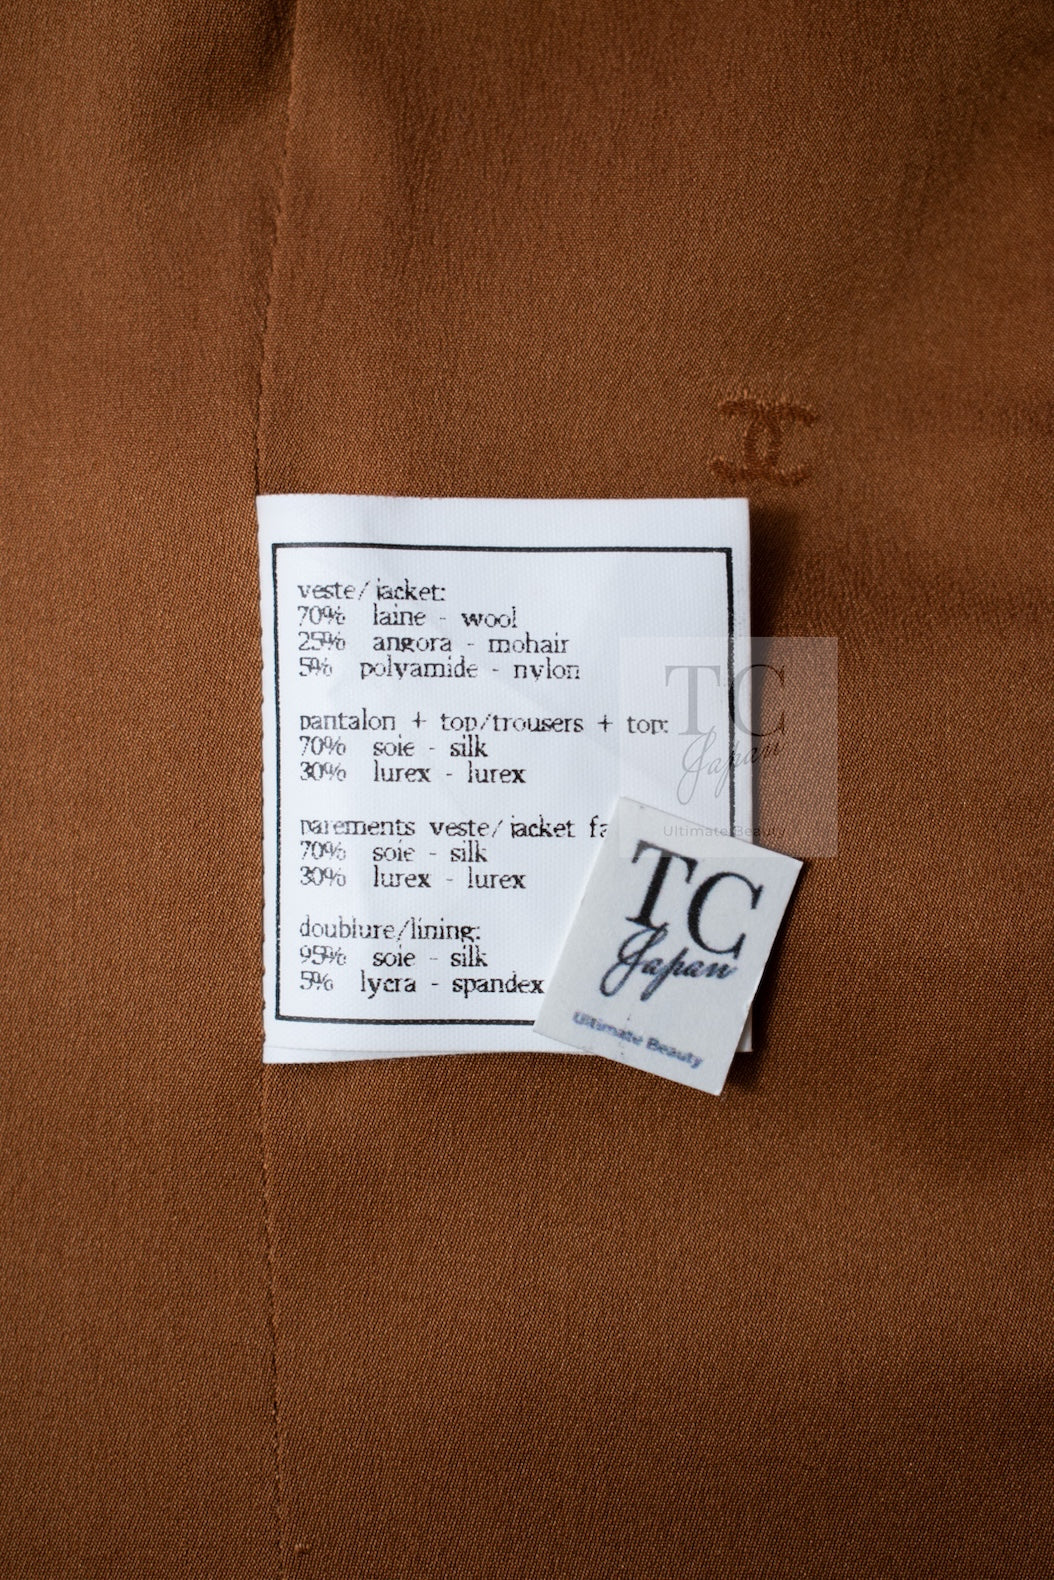 veste/jacket:
70% laine - wool
25% angora - mohair
5% polyamide - nylon
pantalon + top/trousers + top:
70% soie - silk
30% lurex - lurex
parements veste/jacket fa
70% soie - silk
30% lurex - lurex
doublure/lining:
95% soie - silk
5% lycra - spandex
TC
Japan
Ultimate Beauty
TC
Japan
Ultimate Beauty